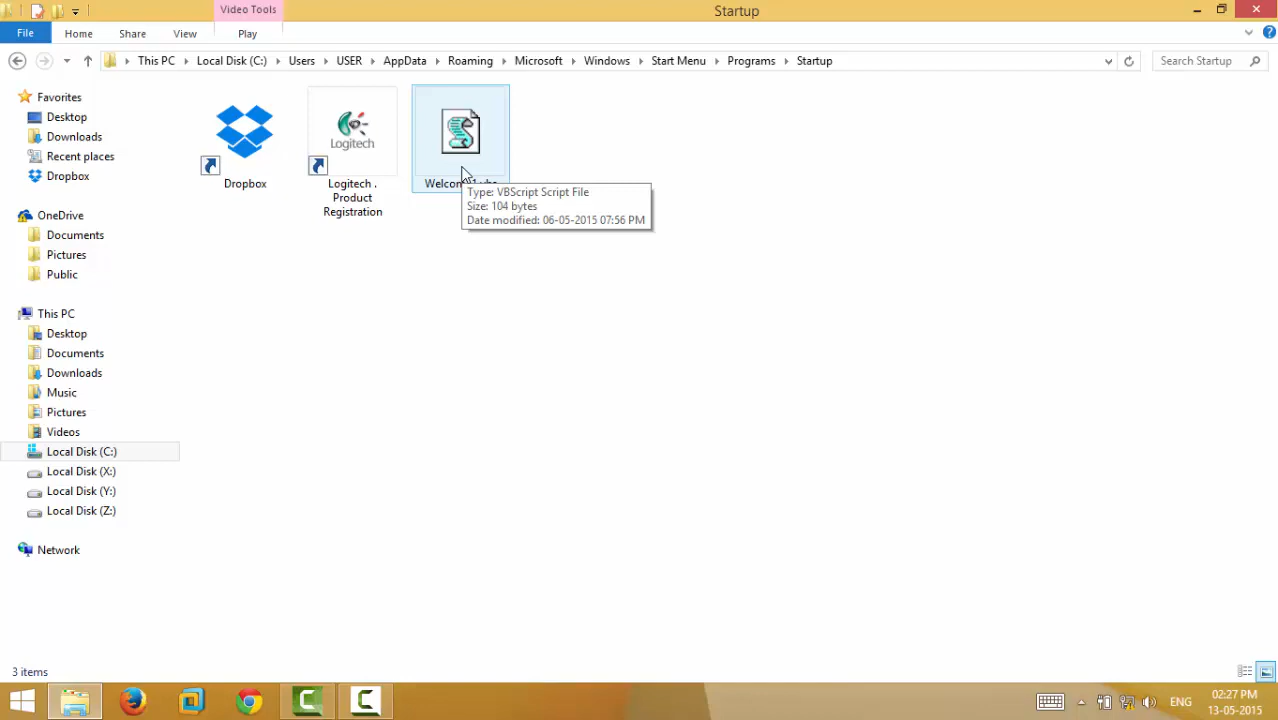 Video Tools
Startup
File
Home
Share
View
Play
This PC
Local Disk (C:)
Users
USER
AppData
Roaming
Microsoft
Windows
Start Menu
Programs
Startup
Search Startup
Favorites
Desktop
Downloads
Recent places
Dropbox
OneDrive
Documents
Pictures
Public
This PC
Desktop
Documents
Downloads
Music
Pictures
Videos
Local Disk (C:)
Local Disk (X:)
Local Disk (Y:)
Local Disk (Z:)
Network
Dropbox
Logitech
Logitech .
Product
Registration
Type: VBScript Script File
Size: 104 bytes
Date modified: 06-05-2015 07:56 PM
3 items
ENG
02:27 PM
13-05-2015